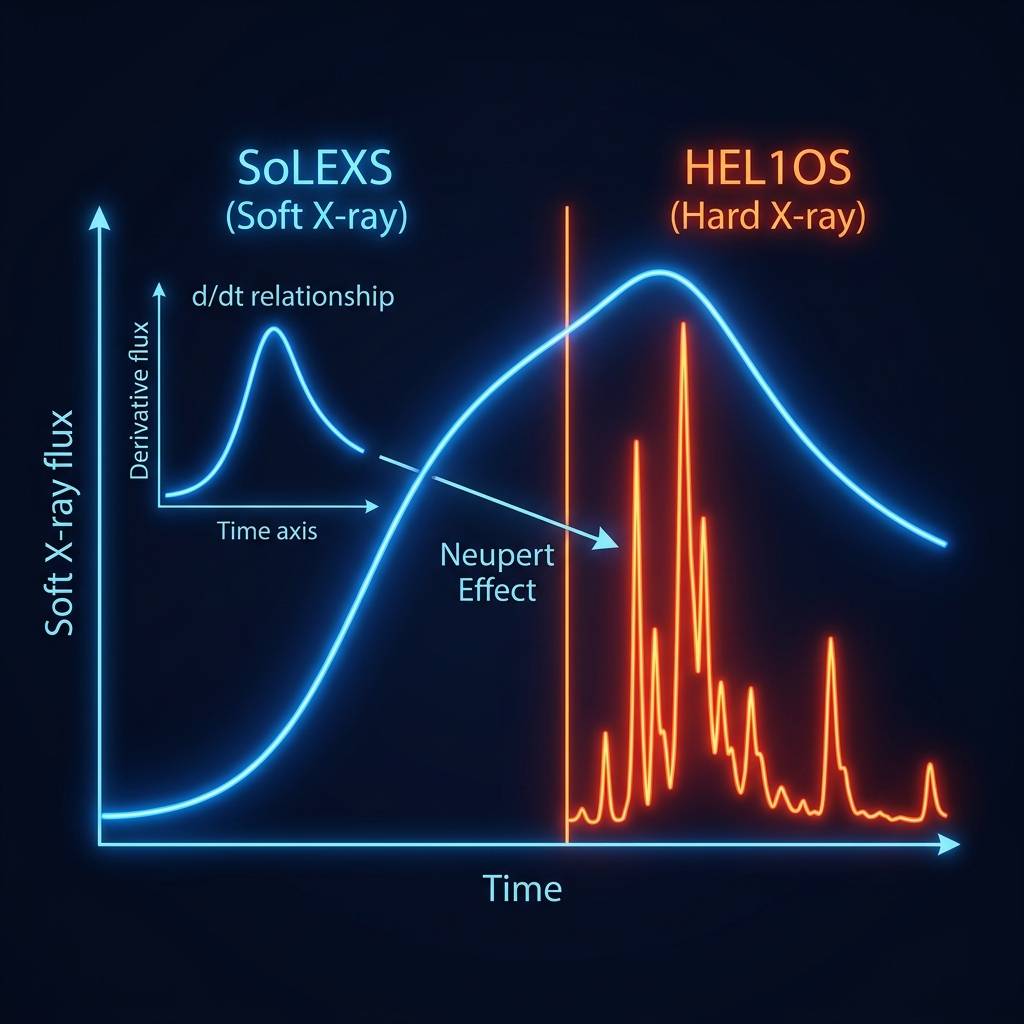 SoLEXS
(Soft X-ray)
HEL1OS
(Hard X-ray)
d/dt relationship
Derivative flux
Time axis
Soft X-ray flux
Neupert
Effect
Time